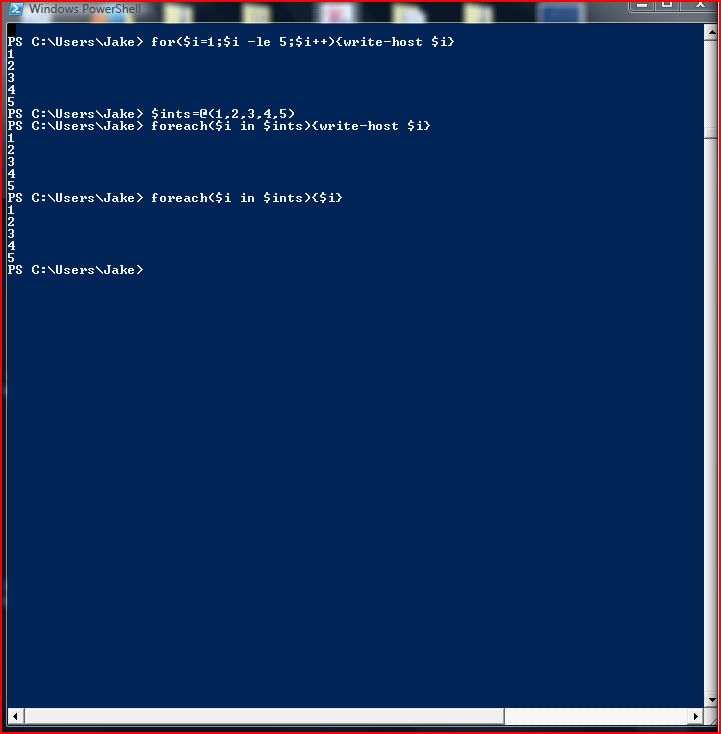 Windows PowerShell
PS C:\Users\Jake> for($i=1;$i -le 5;$i++){write-host $i}
1
2
3
4
5
PS C:\Users\Jake> $ints=@(1,2,3,4,5)
PS C:\Users\Jake> foreach($i in $ints){write-host $i}
1
2
3
4
5
PS C:\Users\Jake> foreach($i in $ints){$i}
1
2
3
4
5
PS C:\Users\Jake>